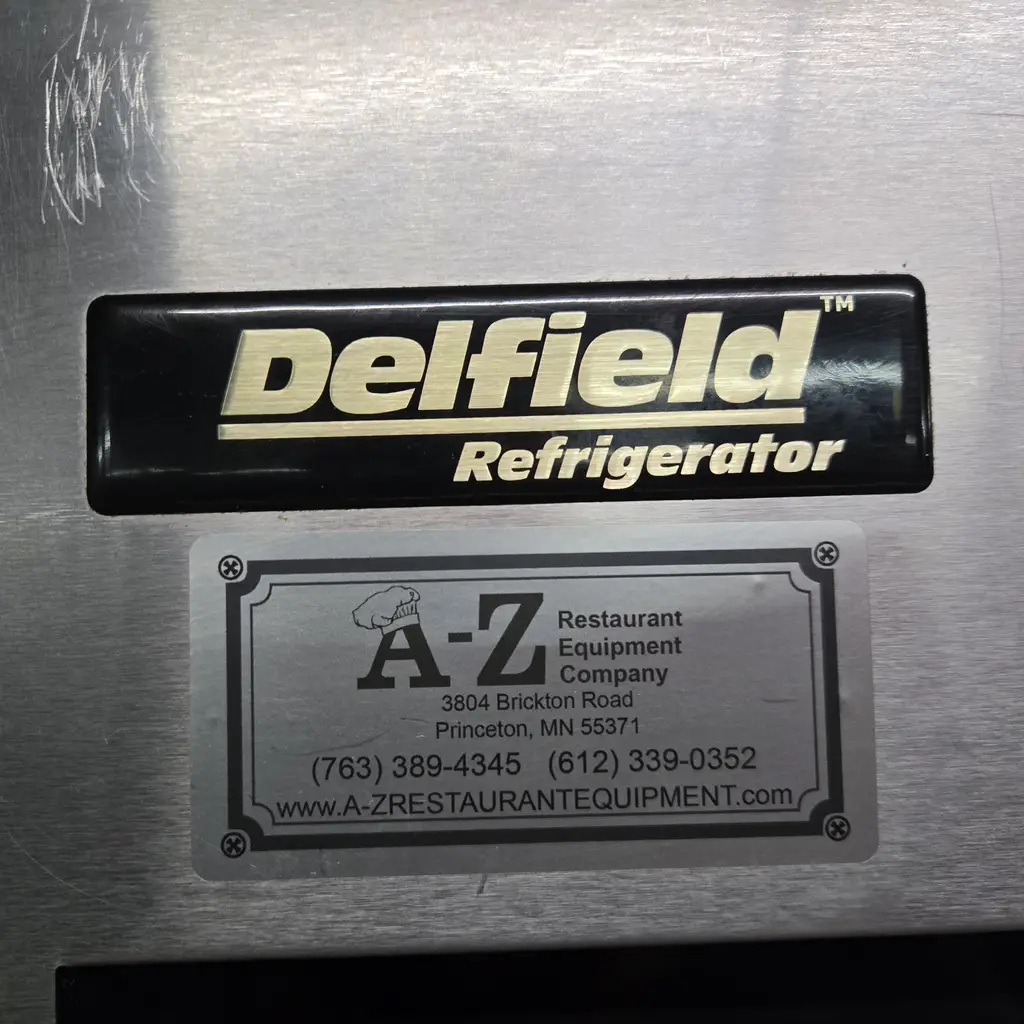 Delfield™
Refrigerator
A-Z Restaurant
Equipment
Company
3804 Brickton Road
Princeton, MN 55371
(763) 389-4345 (612) 339-0352
www.A-ZRESTAURANTEQUIPMENT.com